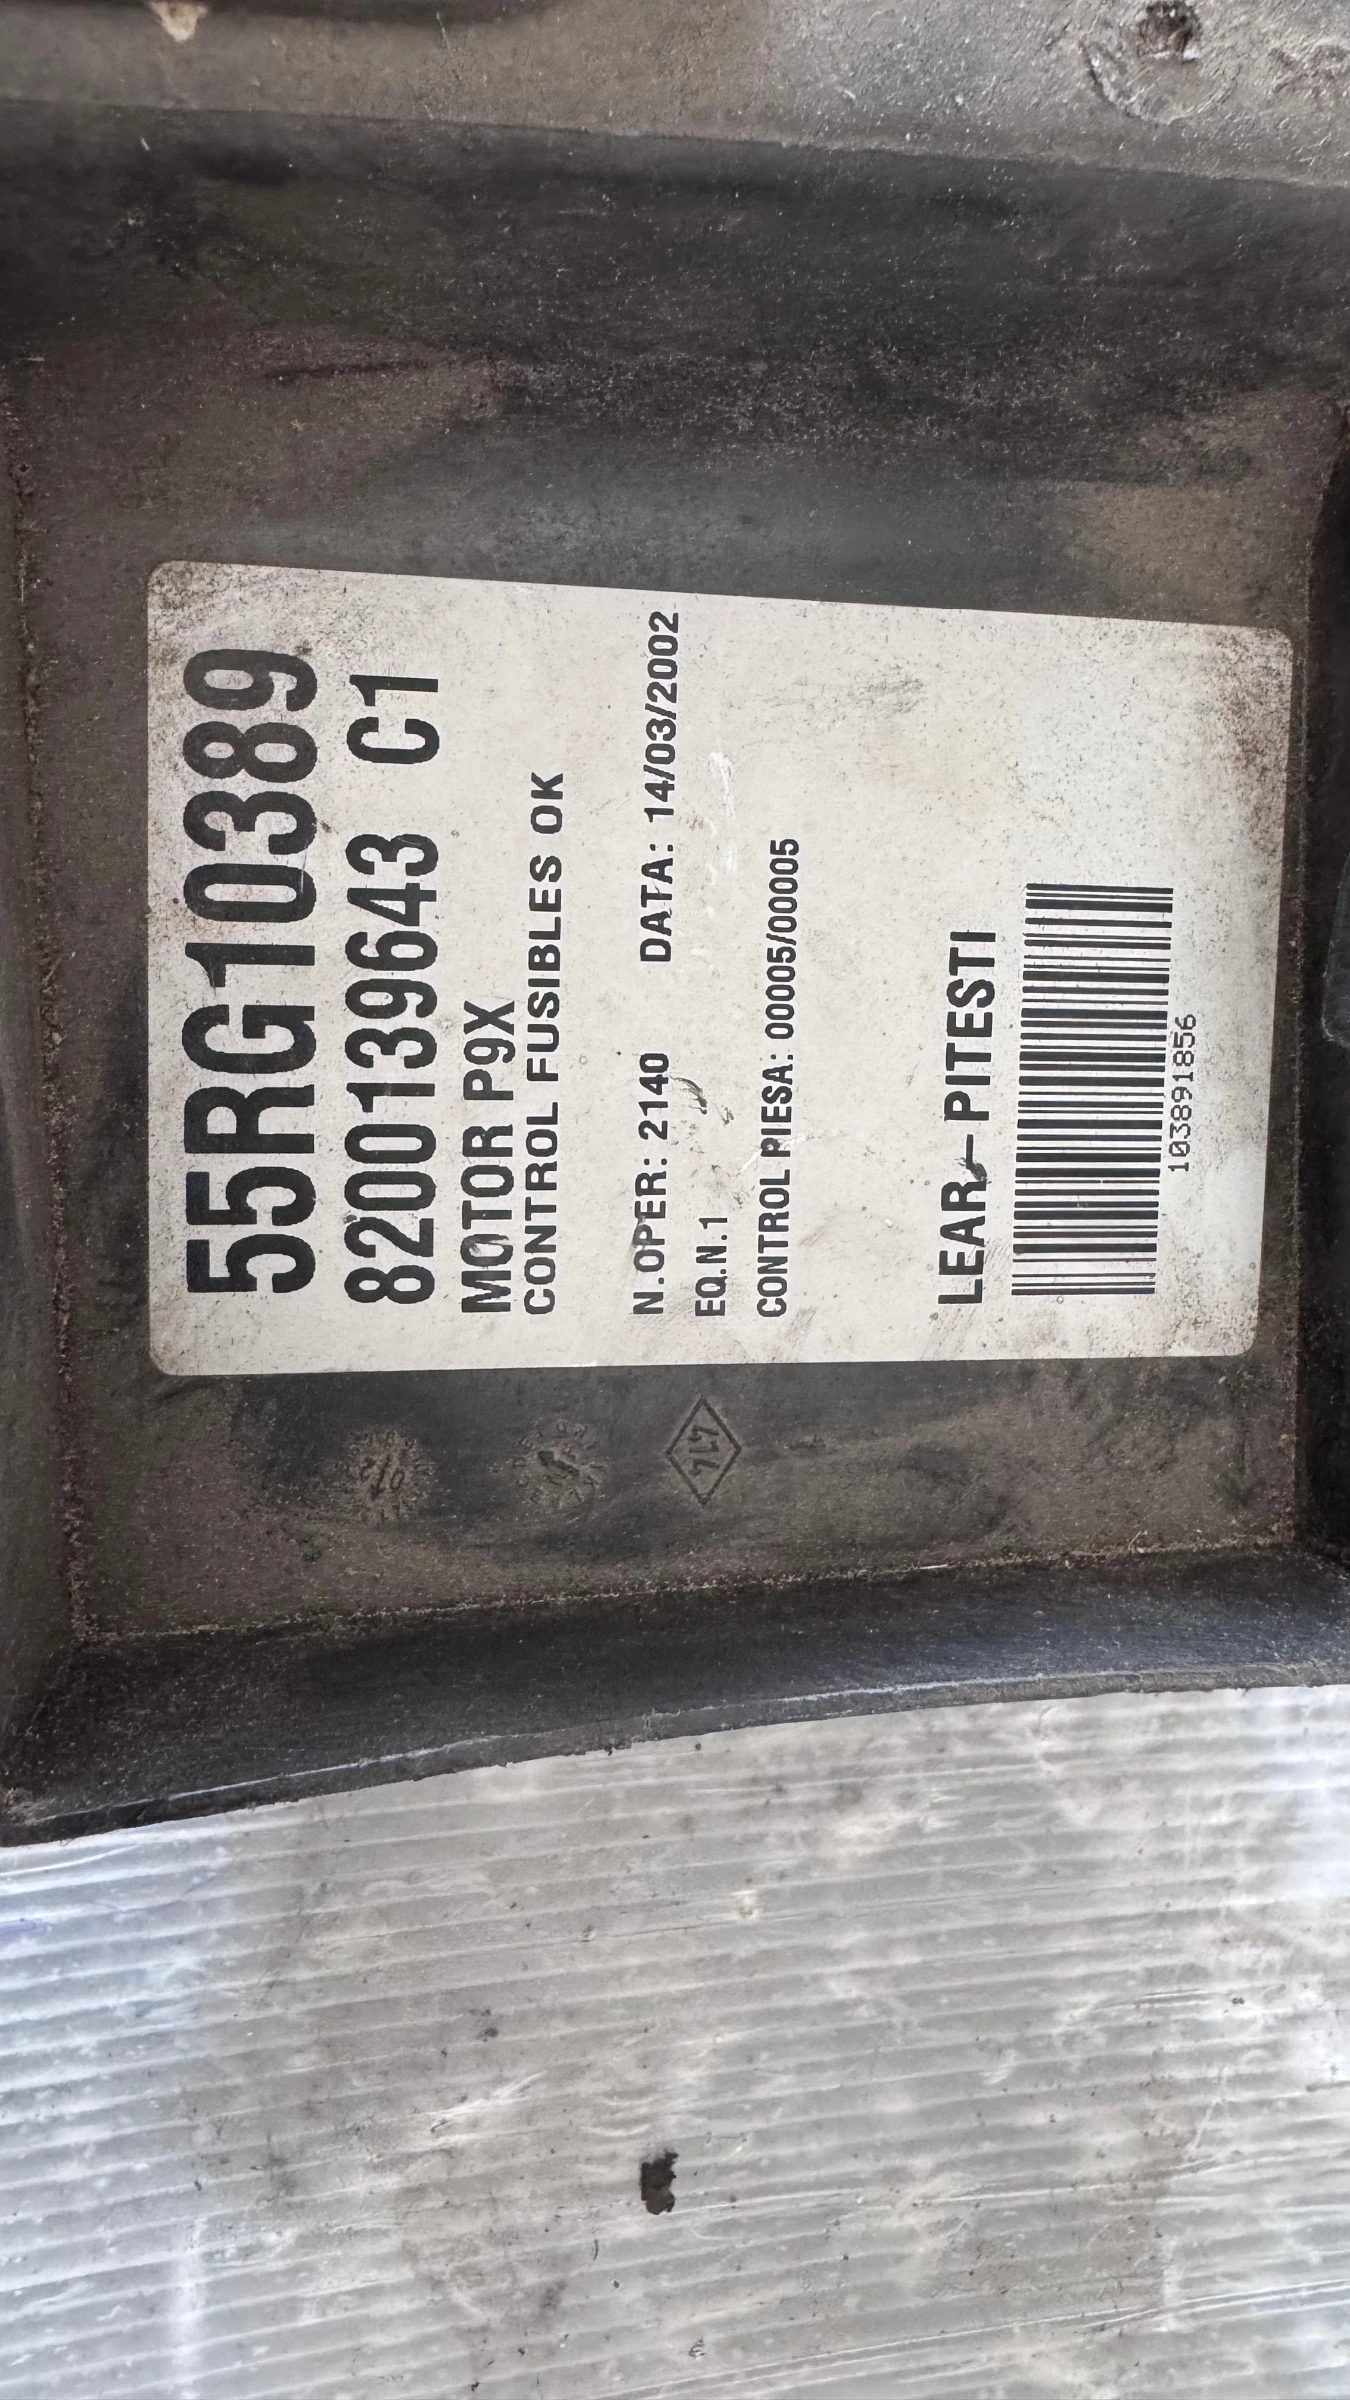 55RG10389
8200139643 C1
MOTOR P9X
CONTROL FUSIBLES OK
N.OPER: 2140 DATA: 14/03/2002
EQ.N.1
CONTROL PIESA: 00005/00005
LEAR-PITESTI
103891856